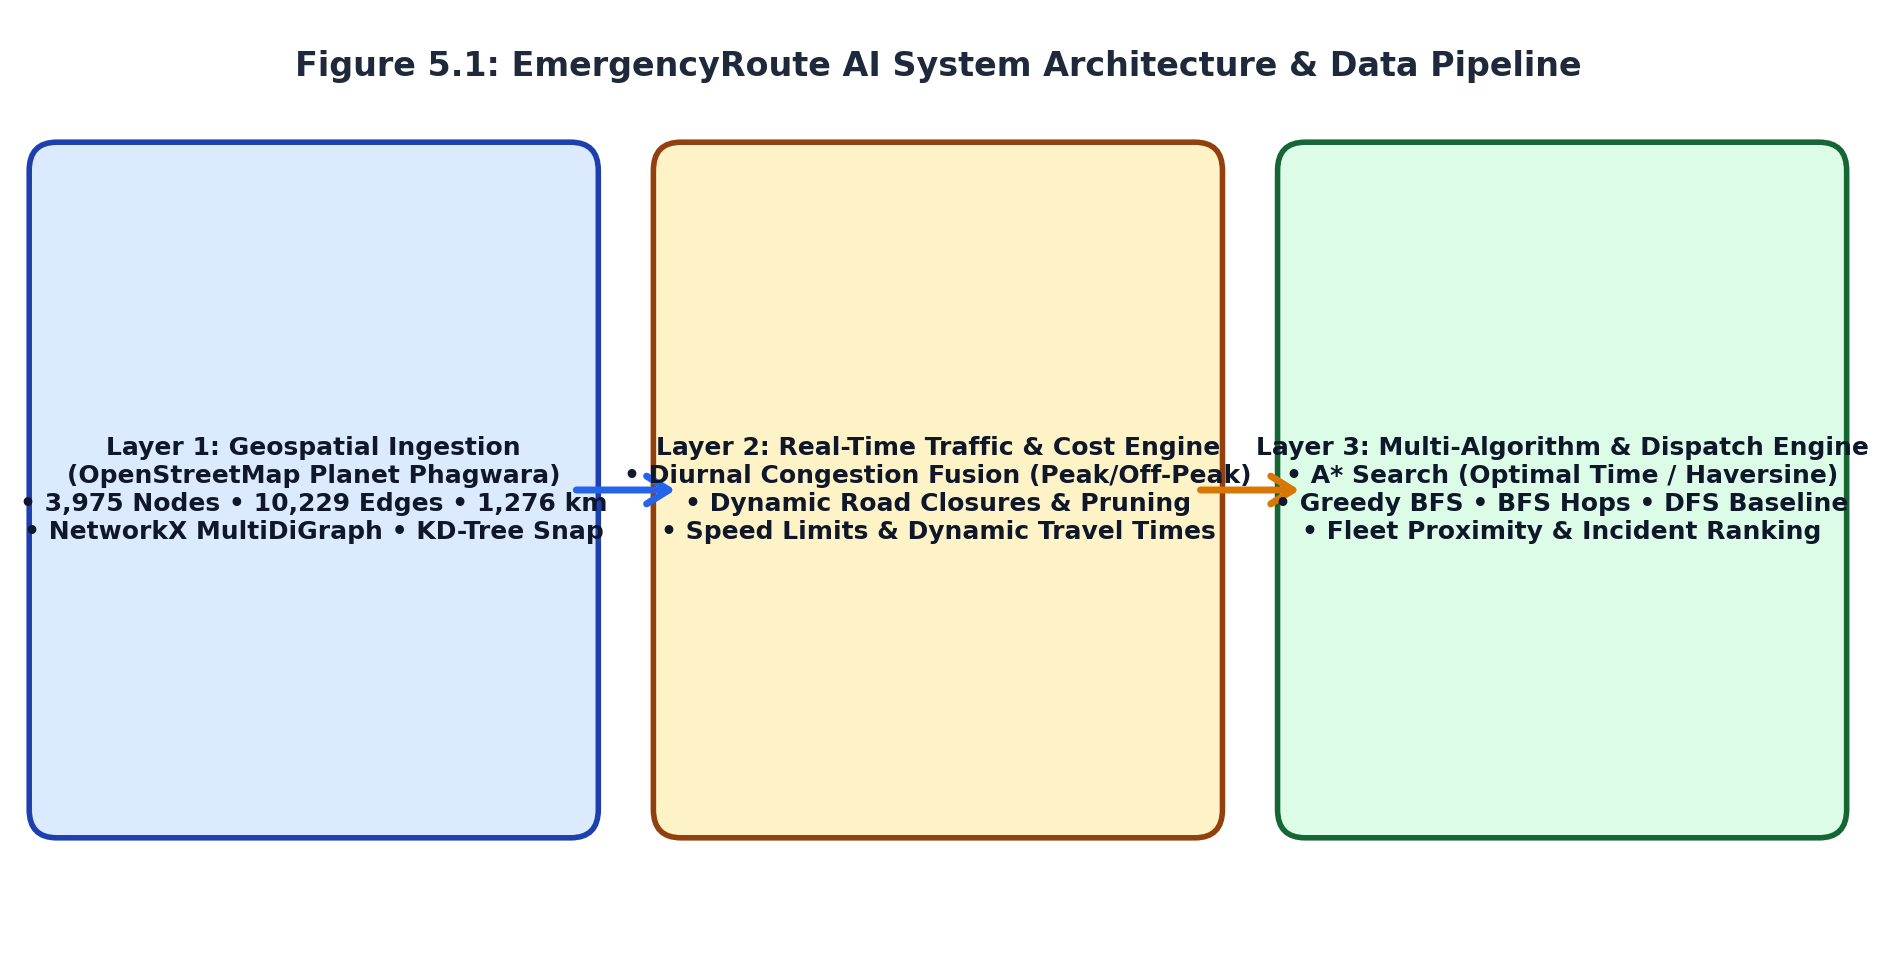 Figure 5.1: EmergencyRoute AI System Architecture & Data Pipeline
Layer 1: Geospatial Ingestion
(OpenStreetMap Planet Phagwara)
• 3,975 Nodes • 10,229 Edges • 1,276 km
• NetworkX MultiDiGraph • KD-Tree Snap
Layer 2: Real-Time Traffic & Cost Engine
• Diurnal Congestion Fusion (Peak/Off-Peak)
• Dynamic Road Closures & Pruning
• Speed Limits & Dynamic Travel Times
Layer 3: Multi-Algorithm & Dispatch Engine
• A* Search (Optimal Time / Haversine)
• Greedy BFS • BFS Hops • DFS Baseline
• Fleet Proximity & Incident Ranking